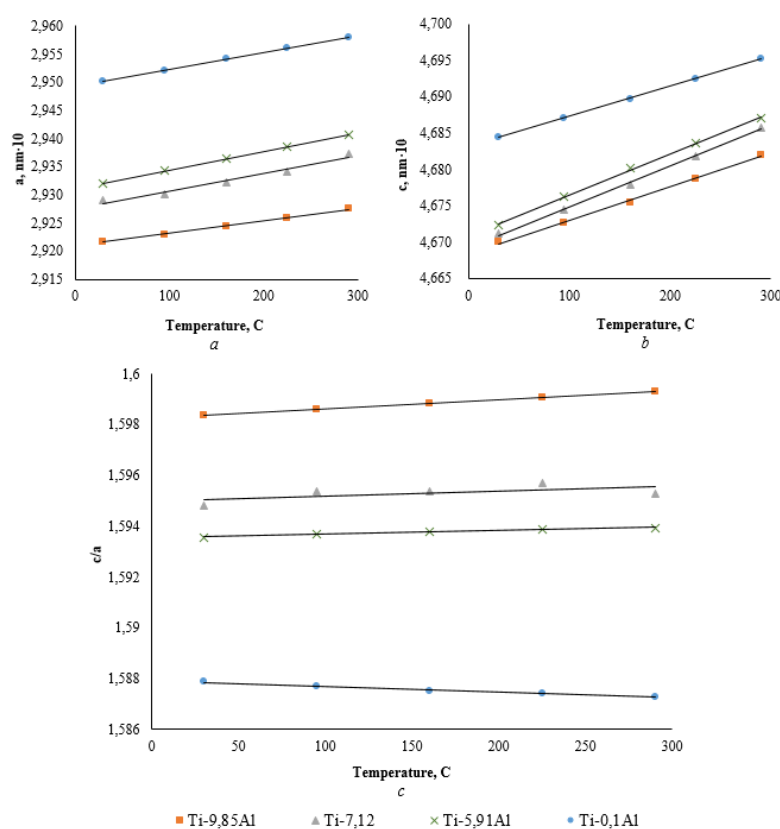 2,960
2,955
2,950
2,945
2,940
2,935
2,930
2,925
2,920
2,915
a, nm·10
0 100 200 300
Temperature, C
a
4,700
4,695
4,690
4,685
4,680
4,675
4,670
4,665
c, nm·10
0 100 200 300
Temperature, C
b
1,6
1,598
1,596
1,594
1,592
1,59
1,588
1,586
c/a
0 50 100 150 200 250 300
Temperature, C
c
Ti-9,85Al Ti-7,12 Ti-5,91Al Ti-0,1Al